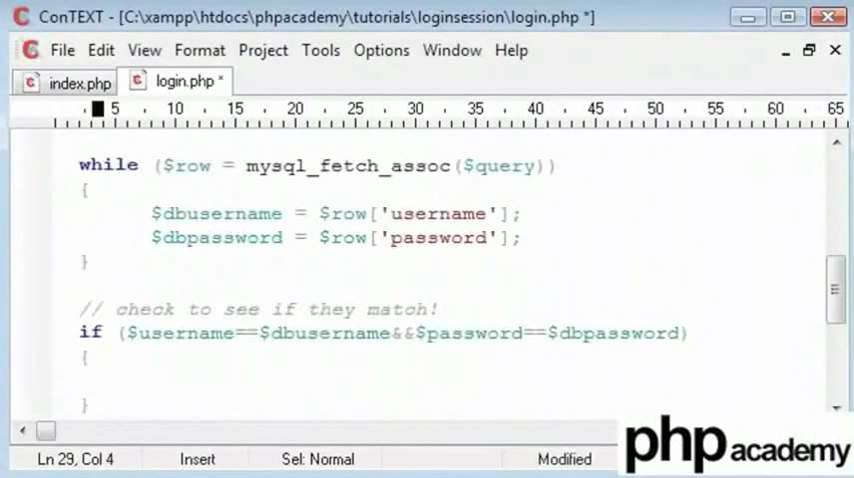 ConTEXT - [C:\xampp\htdocs\phpacademy\tutorials\loginsession\login.php *]
File Edit View Format Project Tools Options Window Help
index.php login.php *
5 10 15 20 25 30 35 40 45 50 55 60 65
while ($row = mysql_fetch_assoc($query))
{
$dbusername = $row['username'];
$dbpassword = $row['password'];
}
// check to see if they match!
if ($username==$dbusername&&$password==$dbpassword)
{
}
Ln 29, Col 4 Insert Sel: Normal Modified
php academy